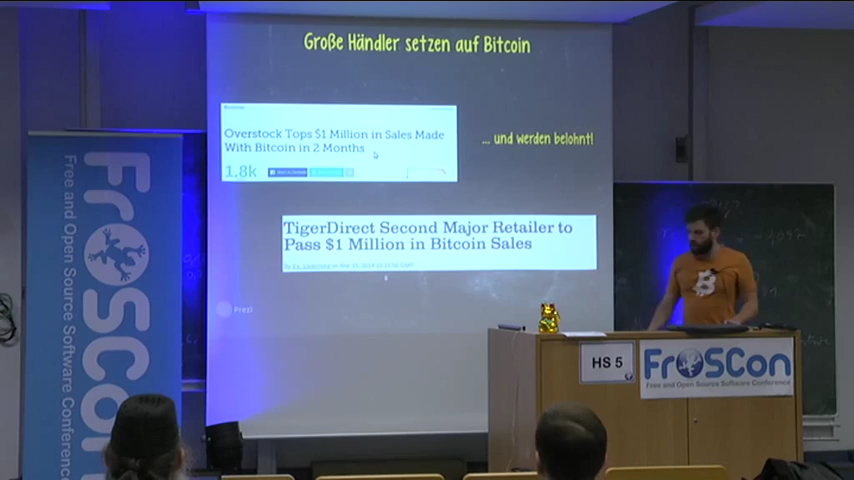 Große Händler setzen auf Bitcoin
Overstock Tops $1 Million in Sales Made
With Bitcoin in 2 Months
1.8k
... und werden belohnt!
TigerDirect Second Major Retailer to
Pass $1 Million in Bitcoin Sales
Prezi
FrOSCon
Free and Open Source Software Conference
HS 5
FrOSCon
Free and Open Source Software Conference